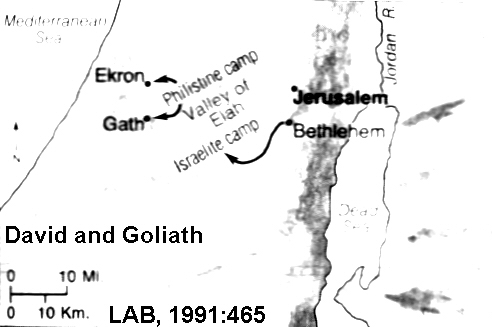 Mediterranean
Sea
Jordan R.
Ekron
Philistine camp
Valley of
Elah
Gath
Israelite camp
Jerusalem
Bethlehem
Dead
Sea
David and Goliath
0 10 Mi
0 10 Km.
LAB, 1991:465